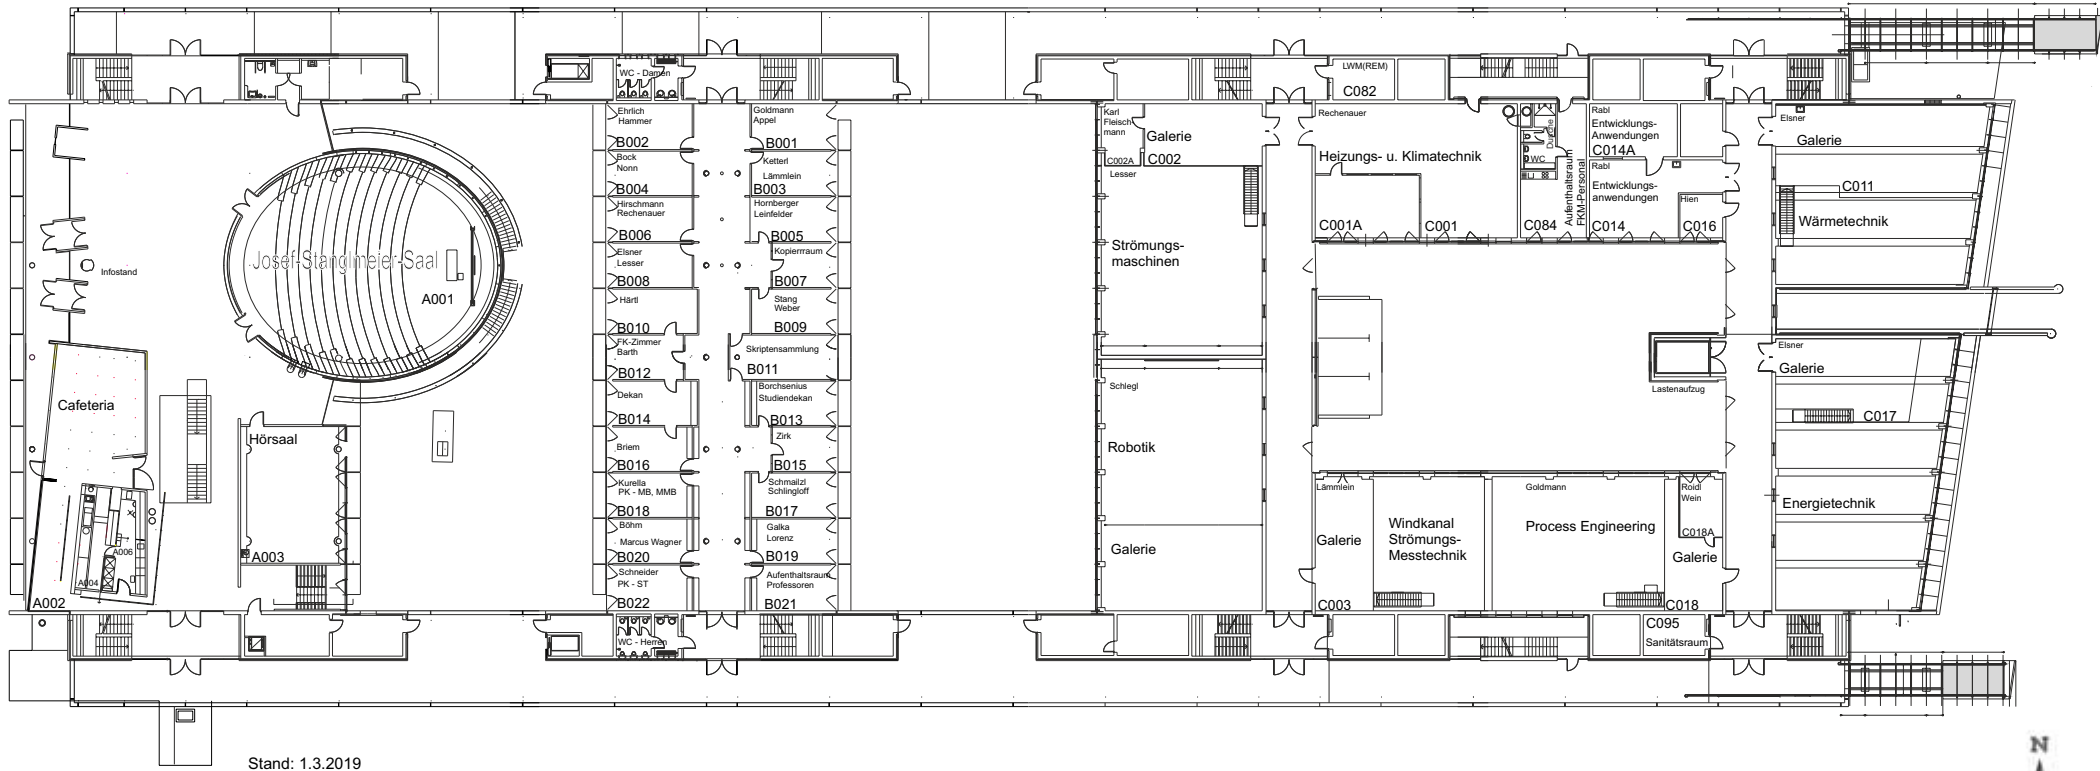 WC - Damen
LWM(REM)
C082
Ehrlich
Hammer
B002
Goldmann
Appel
B001
Bock
Nonn
B004
Ketterl
Lämmlein
B003
Hirschmann
Rechenauer
B006
Hornberger
Leinfelder
B005
Elsner
Lesser
B008
Kopierrraum
B007
Härtl
B010
Stang
Weber
B009
FK-Zimmer
Barth
B012
Skriptensammlung
B011
Dekan
B014
Borchsenius
Studiendekan
B013
Briem
B016
Zirk
B015
Kurella
PK - MB, MMB
B018
Schmailzl
Schlingloff
B017
Böhm
Marcus Wagner
B020
Galka
Lorenz
B019
Schneider
PK - ST
B022
Aufenthaltsraum
Professoren
B021
WC - Herren
Infostand
Josef-Stanglmeier-Saal
A001
Cafeteria
Hörsaal
A003
A006
A004
A002
Karl
Fleisch
mann
C002A
Galerie
C002
Lesser
Strömungs-
maschinen
Schlegl
Robotik
Galerie
Rechenauer
Heizungs- u. Klimatechnik
C001A
C001
Dusche
WC
C084
Aufenthaltsraum
FKM-Personal
Rabl
Entwicklungs-
Anwendungen
C014A
Rabl
Entwicklungs-
anwendungen
C014
Hien
C016
Elsner
Galerie
C011
Wärmetechnik
Lastenaufzug
Elsner
Galerie
C017
Energietechnik
Lämmlein
Galerie
C003
Windkanal
Strömungs-
Messtechnik
Goldmann
Process Engineering
Roidl
Wein
C018A
Galerie
C018
C095
Sanitätsraum
Stand: 1.3.2019
N